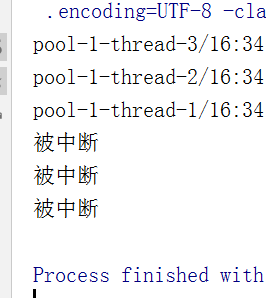 .encoding=UTF-8 -cla
pool-1-thread-3/16:34
pool-1-thread-2/16:34
pool-1-thread-1/16:34
被中断
被中断
被中断
Process finished with